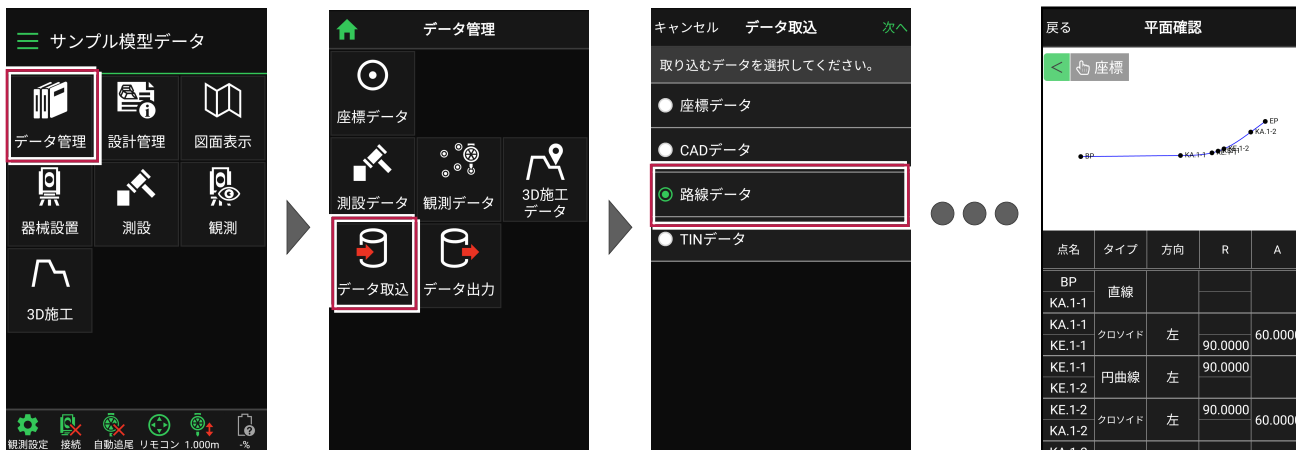 サンプル模型データ
データ管理
設計管理
図面表示
器械設置
測設
観測
3D施工
観測設定
接続
自動追尾
リモコン
1.000m
-%
データ管理
座標データ
測設データ
観測データ
3D施工
データ
データ取込
データ出力
キャンセル データ取込 次へ
取り込むデータを選択してください。
座標データ
CADデータ
路線データ
TINデータ
戻る 平面確認
< 座標
EP
KA.1-2
BP
KA.1-1
点名 タイプ 方向 R A
BP
直線
KA.1-1
KA.1-1
クロソイド 左 60.0000
KE.1-1 90.0000
KE.1-1 90.0000
円曲線 左
KE.1-2
KE.1-2 90.0000
クロソイド 左 60.0000
KA.1-2